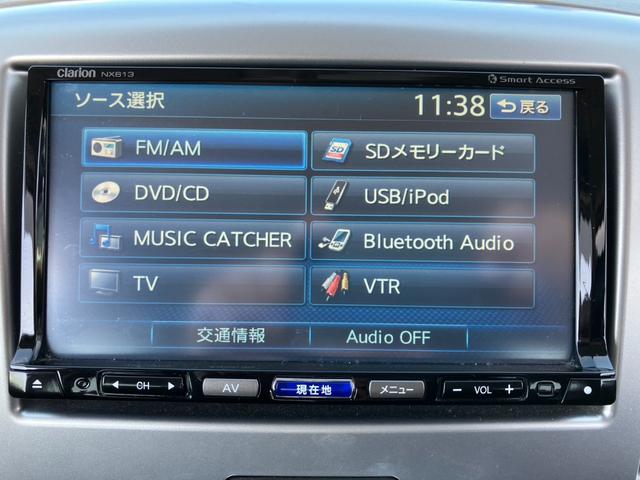 Clarion NX613
Smart Access
ソース選択 11:38 戻る
FM/AM SDメモリーカード
DVD/CD USB/iPod
MUSIC CATCHER Bluetooth Audio
TV VTR
交通情報 Audio OFF
CH AV 現在地 メニュー − VOL +